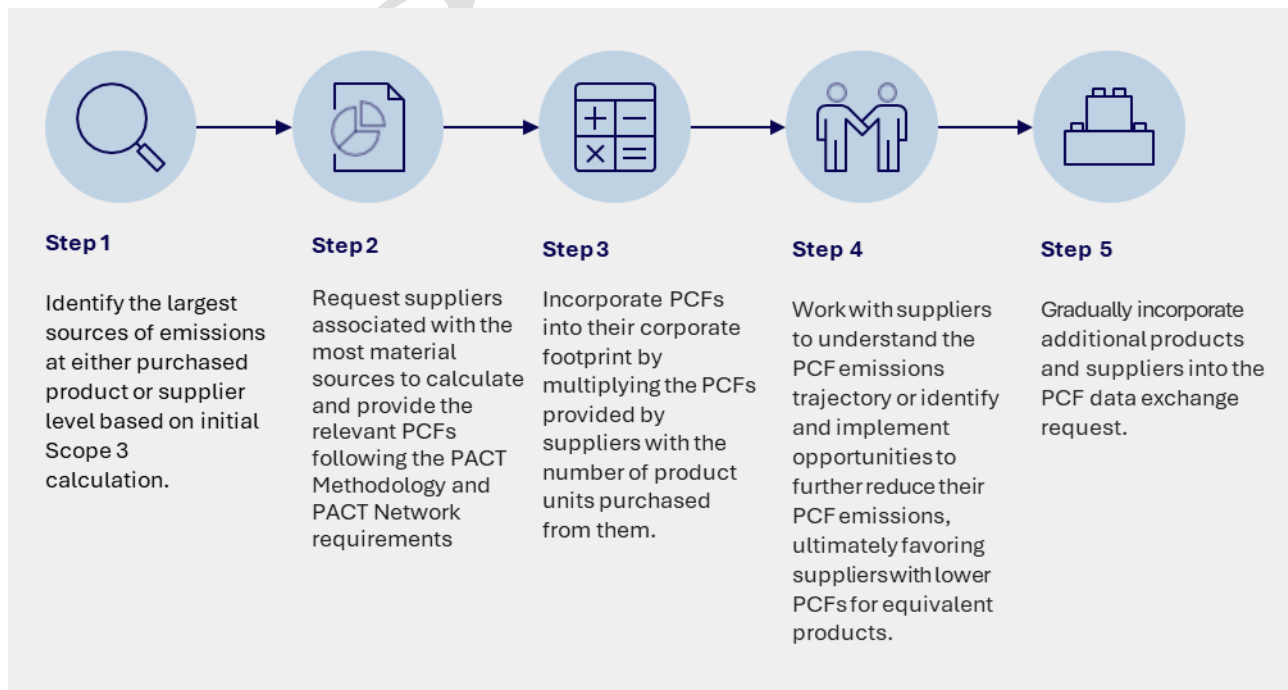 Step 1
Identify the largest
sources of emissions
at either purchased
product or supplier
level based on initial
Scope 3
calculation.
Step 2
Request suppliers
associated with the
most material
sources to calculate
and provide the
relevant PCFs
following the PACT
Methodology and
PACT Network
requirements
Step 3
Incorporate PCFs
into their corporate
footprint by
multiplying the PCFs
provided by
suppliers with the
number of product
units purchased
from them.
Step 4
Work with suppliers
to understand the
PCF emissions
trajectory or identify
and implement
opportunities to
further reduce their
PCF emissions,
ultimately favoring
suppliers with lower
PCFs for equivalent
products.
Step 5
Gradually incorporate
additional products
and suppliers into the
PCF data exchange
request.